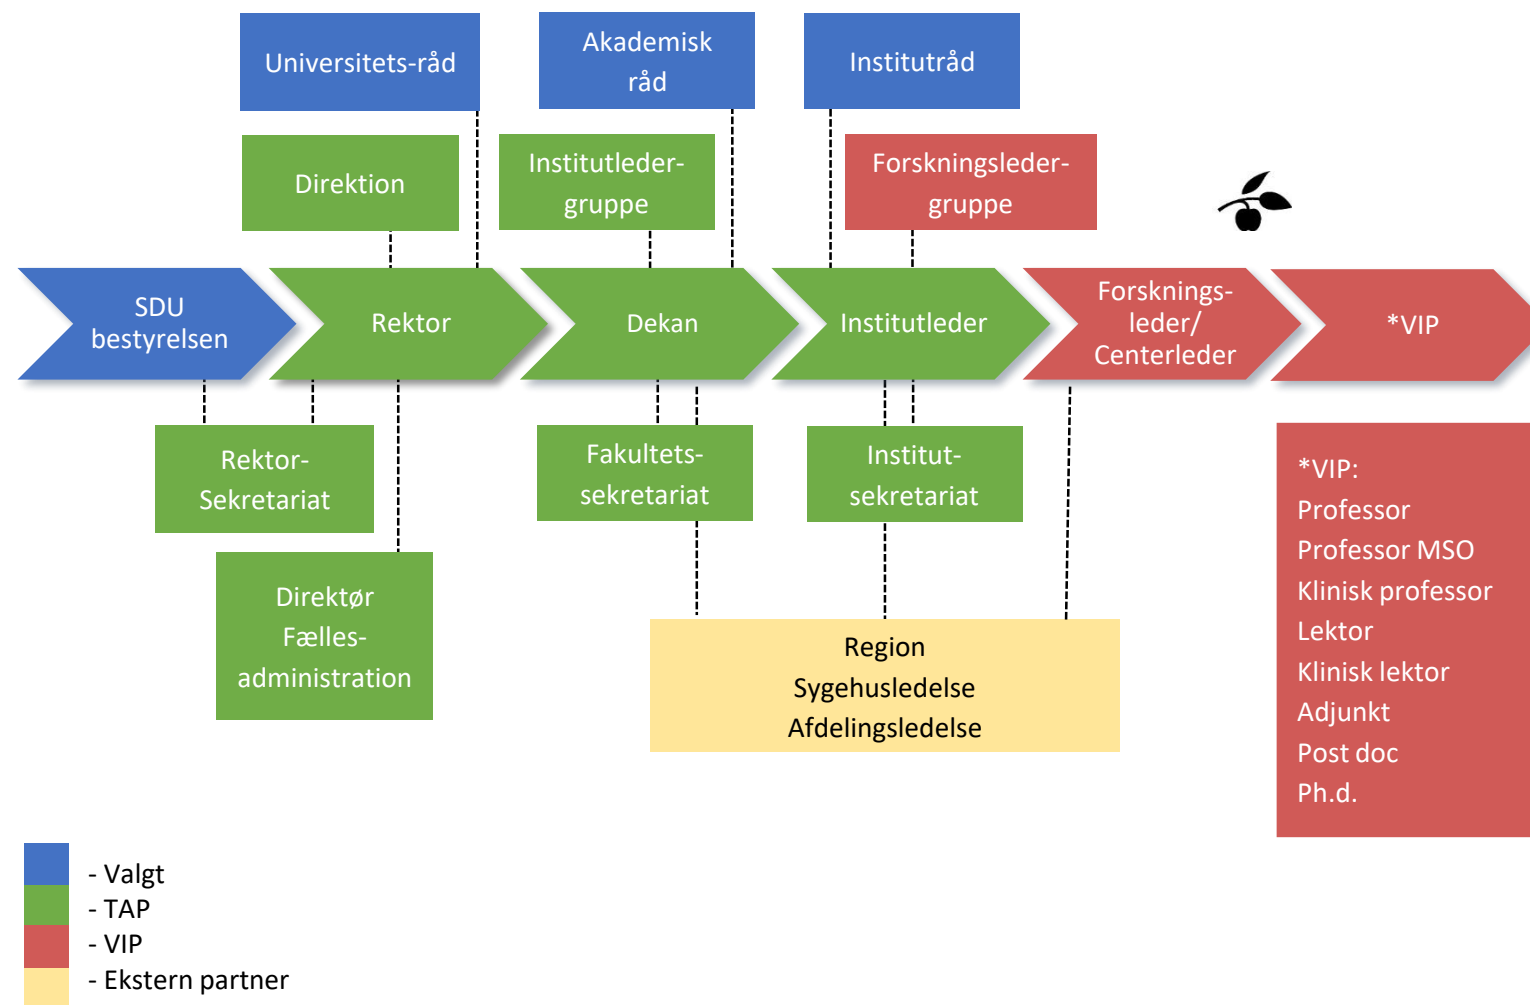 Universitets-råd
Akademisk
råd
Institutråd
Direktion
Institutleder-
gruppe
Forskningsleder-
gruppe
SDU
bestyrelsen
Rektor
Dekan
Institutleder
Forsknings-
leder/
Centerleder
*VIP
Rektor-
Sekretariat
Fakultets-
sekretariat
Institut-
sekretariat
Direktør
Fælles-
administration
Region
Sygehusledelse
Afdelingsledelse
*VIP:
Professor
Professor MSO
Klinisk professor
Lektor
Klinisk lektor
Adjunkt
Post doc
Ph.d.
- Valgt
- TAP
- VIP
- Ekstern partner